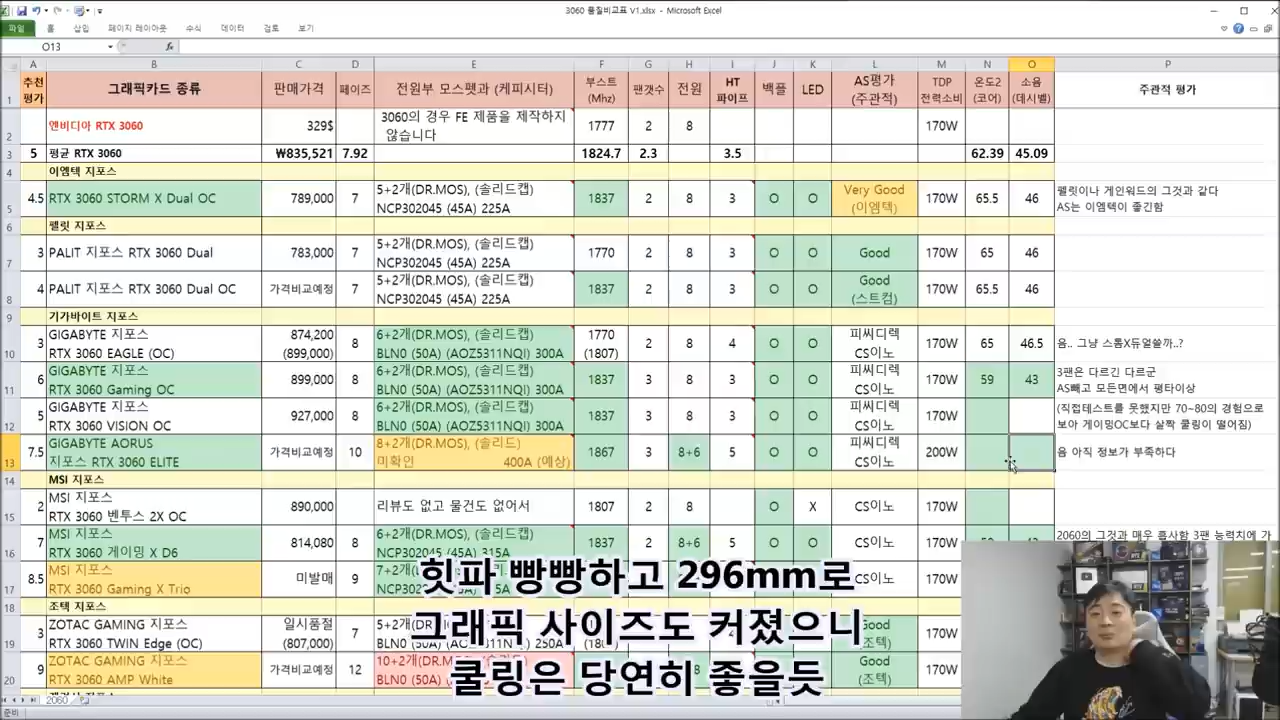 3060 품질비교표 V1.xlsx - Microsoft Excel
파일 홈 삽입 페이지 레이아웃 수식 데이터 검토 보기
O13 fx
A B C D E F G H I J K L M N O P
1 추천 평가 그래픽카드 종류 판매가격 페이즈 전원부 모스펫과 (케피시터) 부스트 (Mhz) 팬갯수 전원 HT 파이프 백플 LED AS평가 (주관적) TDP 전력소비 온도2 (코어) 소음 (데시벨) 주관적 평가
2 엔비디아 RTX 3060 329$ 3060의 경우 FE 제품을 제작하지 않습니다 1777 2 8 170W
3 5 평균 RTX 3060 ₩835,521 7.92 1824.7 2.3 3.5 62.39 45.09
4 이엠텍 지포스
5 4.5 RTX 3060 STORM X Dual OC 789,000 7 5+2개(DR.MOS), (솔리드캡) NCP302045 (45A) 225A 1837 2 8 3 O O Very Good (이엠텍) 170W 65.5 46 펠릿이나 게인워드의 그것과 같다 AS는 이엠텍이 좋긴함
6 펠릿 지포스
7 3 PALIT 지포스 RTX 3060 Dual 783,000 7 5+2개(DR.MOS), (솔리드캡) NCP302045 (45A) 225A 1770 2 8 3 O O Good 170W 65 46
8 4 PALIT 지포스 RTX 3060 Dual OC 가격비교예정 7 5+2개(DR.MOS), (솔리드캡) NCP302045 (45A) 225A 1837 2 8 3 O O Good (스트컴) 170W 65.5 46
9 기가바이트 지포스
10 3 GIGABYTE 지포스 RTX 3060 EAGLE (OC) 874,200 (899,000) 8 6+2개(DR.MOS), (솔리드캡) BLN0 (50A) (AOZ5311NQI) 300A 1770 (1807) 2 8 4 O O 피씨디렉 CS이노 170W 65 46.5 음.. 그냥 스톰X듀얼쓸까..?
11 6 GIGABYTE 지포스 RTX 3060 Gaming OC 899,000 8 6+2개(DR.MOS), (솔리드캡) BLN0 (50A) (AOZ5311NQI) 300A 1837 3 8 3 O O 피씨디렉 CS이노 170W 59 43 3팬은 다르긴 다르군 AS빼고 모든면에서 평타이상
12 5 GIGABYTE 지포스 RTX 3060 VISION OC 927,000 8 6+2개(DR.MOS), (솔리드캡) BLN0 (50A) (AOZ5311NQI) 300A 1837 3 8 3 O O 피씨디렉 CS이노 170W (직접테스트를 못했지만 70~80의 경험으로 보아 게이밍OC보다 살짝 쿨링이 떨어짐)
13 7.5 GIGABYTE AORUS 지포스 RTX 3060 ELITE 가격비교예정 10 8+2개(DR.MOS), (솔리드) 미확인 400A (예상) 1867 3 8+6 5 O O 피씨디렉 CS이노 200W 음 아직 정보가 부족하다
14 MSI 지포스
15 2 MSI 지포스 RTX 3060 벤투스 2X OC 890,000 8 리뷰도 없고 물건도 없어서 1807 2 8 O X CS이노 170W
16 7 MSI 지포스 RTX 3060 게이밍 X D6 814,080 8 6+2개(DR.MOS), (솔리드캡) NCP302045 (45A) 315A 1837 2 8+6 5 O O CS이노 170W 2060의 그것과 매우 흡사함 3팬 능력치에 가
17 8.5 MSI 지포스 RTX 3060 Gaming X Trio 미발매 9
18 조텍 지포스
19 3 ZOTAC GAMING 지포스 RTX 3060 TWIN Edge (OC) 일시품절 (807,000) 7 250A 170W
20 9 ZOTAC GAMING 지포스 RTX 3060 AMP White 가격비교예정 12 10+2개(DR.MOS) BLN0 (50A) Good (조텍) 170W
힛파 빵빵하고 296mm로
그래픽 사이즈도 커졌으니
쿨링은 당연히 좋을듯
2060
준비